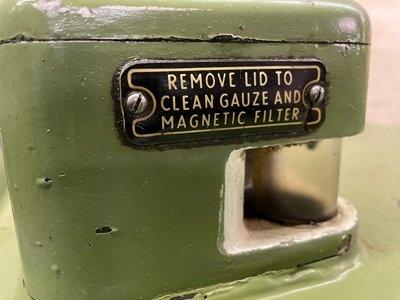 REMOVE LID TO
CLEAN GAUZE AND
MAGNETIC FILTER